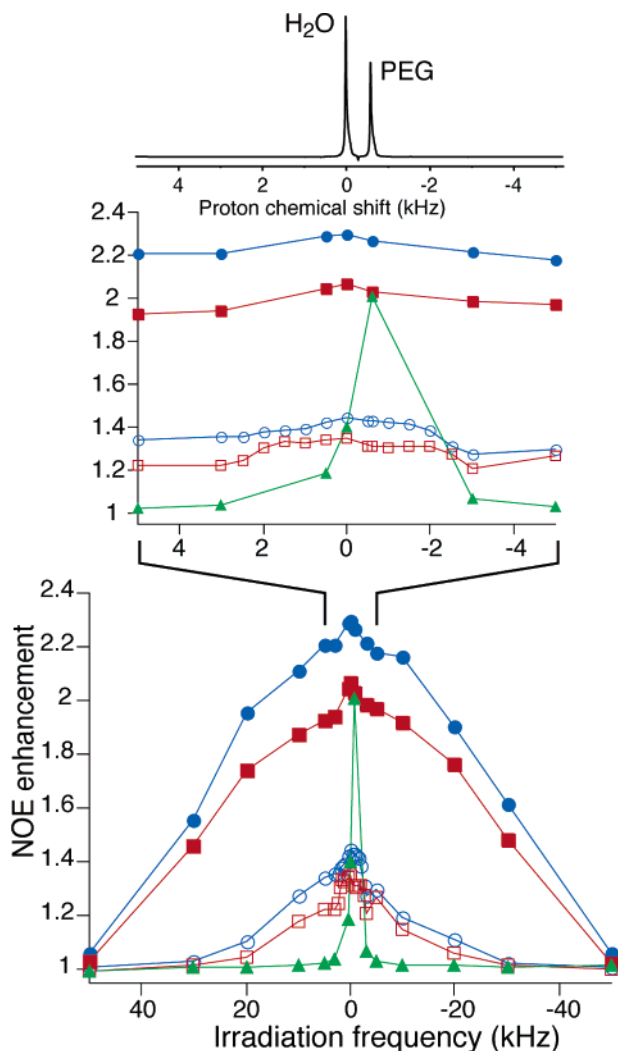 H₂O
PEG
4 2 0 -2 -4
Proton chemical shift (kHz)
2.4
2.2
2
1.8
1.6
1.4
1.2
1
4 2 0 -2 -4
2.4
2.2
2
1.8
1.6
1.4
1.2
1
NOE enhancement
40 20 0 -20 -40
Irradiation frequency (kHz)